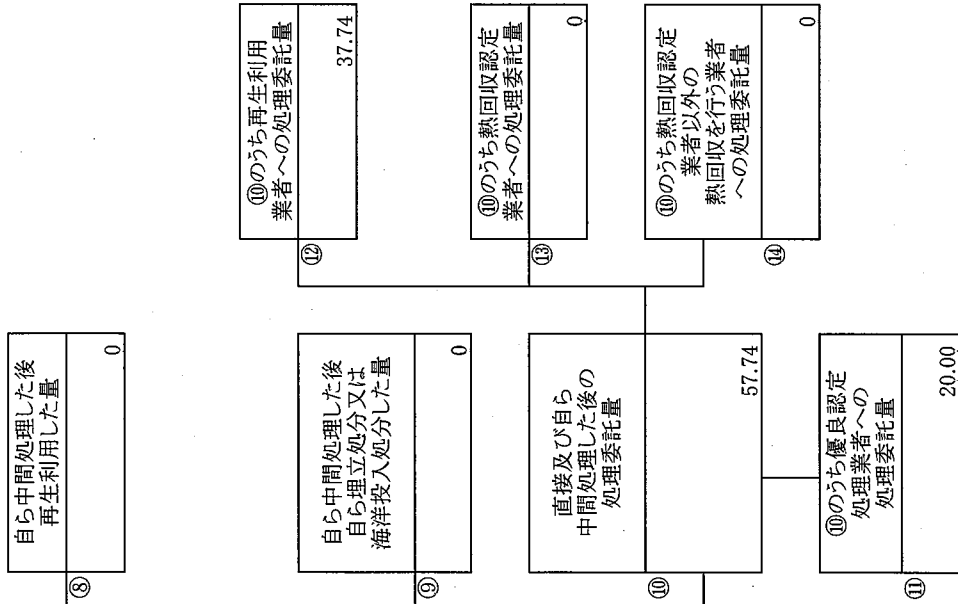 ⑧
自ら中間処理した後
再生利用した量
0
⑨
自ら中間処理した後
自ら埋立処分又は
海洋投入処分した量
0
⑩
直接及び自ら
中間処理した後の
処理委託量
57.74
⑪
⑩のうち優良認定
処理業者への
処理委託量
20.00
⑫
⑩のうち再生利用
業者への処理委託量
37.74
⑬
⑩のうち熱回収認定
業者への処理委託量
0
⑭
⑩のうち熱回収認定
業者以外の
熱回収を行う業者
への処理委託量
0